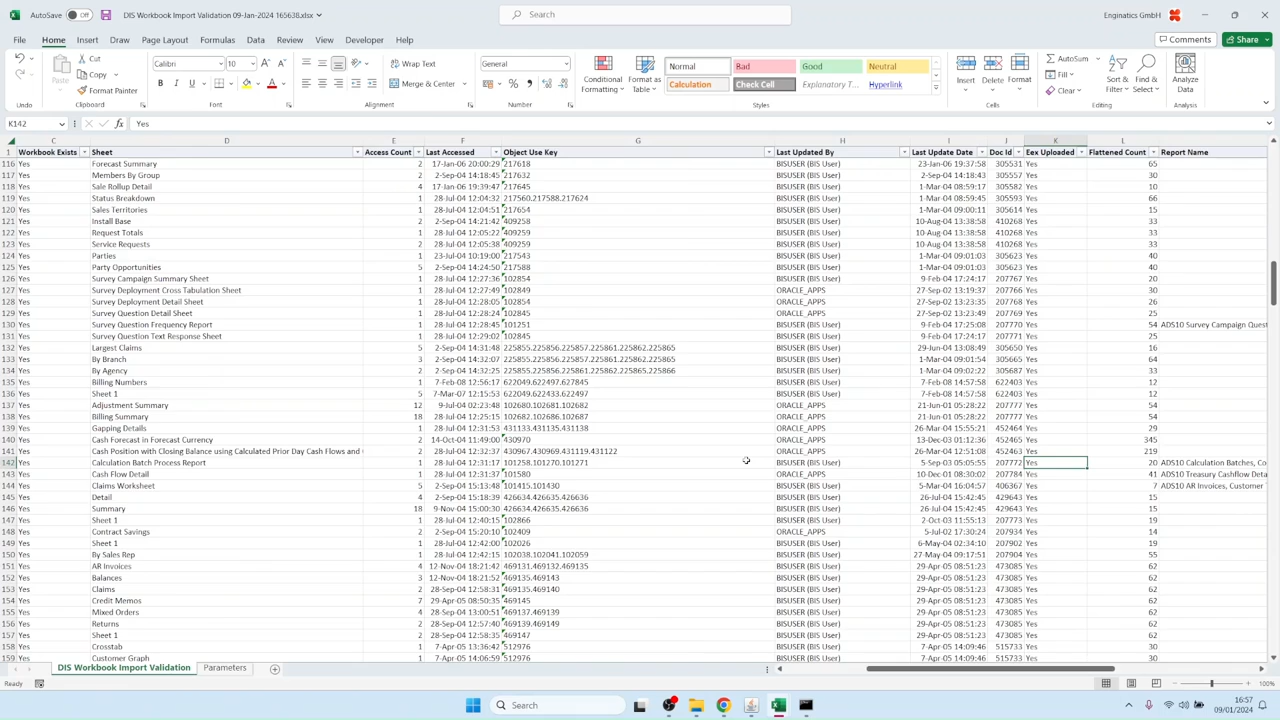 AutoSave Off DIS Workbook Import Validation 09-Jan-2024 165638.xlsx Search Enginatics GmbH
File Home Insert Draw Page Layout Formulas Data Review View Developer Help Comments Share
Cut Calibri 10 Wrap Text General Normal Bad Good Neutral AutoSum
Paste Copy Merge & Center Conditional Formatting Format as Table Calculation Check Cell Explanatory T... Hyperlink Insert Delete Format Fill Sort & Filter Find & Select Analyze Data
Format Painter Clear
Undo Clipboard Font Alignment Number Styles Cells Editing Analysis
K142 fx Yes
C D E F G H I J K L
1 Workbook Exists Sheet Access Count Last Accessed Object Use Key Last Updated By Last Update Date Doc Id Eex Uploaded Flattened Count Report Name
116 Yes Forecast Summary 2 17-Jan-06 20:00:29 217618 BISUSER (BIS User) 23-Jan-06 19:37:58 305531 Yes 65
117 Yes Members By Group 2 2-Sep-04 14:18:45 217632 BISUSER (BIS User) 2-Sep-04 14:18:43 305557 Yes 30
118 Yes Sale Rollup Detail 4 17-Jan-06 19:39:47 217645 BISUSER (BIS User) 1-Mar-04 08:59:17 305582 Yes 10
119 Yes Status Breakdown 1 28-Jul-04 12:04:32 217560.217588.217624 BISUSER (BIS User) 1-Mar-04 08:59:31 305593 Yes 66
120 Yes Sales Territories 1 28-Jul-04 12:04:51 217654 BISUSER (BIS User) 1-Mar-04 09:00:11 305614 Yes 15
121 Yes Install Base 2 2-Sep-04 14:21:42 409258 BISUSER (BIS User) 10-Aug-04 13:38:58 410268 Yes 33
122 Yes Request Totals 1 28-Jul-04 12:05:22 409259 BISUSER (BIS User) 10-Aug-04 13:38:58 410268 Yes 33
123 Yes Service Requests 2 28-Jul-04 12:05:38 409259 BISUSER (BIS User) 10-Aug-04 13:38:58 410268 Yes 33
124 Yes Parties 1 23-Feb-04 10:19:00 217543 BISUSER (BIS User) 1-Mar-04 09:01:03 305623 Yes 40
125 Yes Party Opportunities 5 2-Sep-04 14:24:50 217588 BISUSER (BIS User) 1-Mar-04 09:01:03 305623 Yes 40
126 Yes Survey Campaign Summary Sheet 1 28-Jul-04 12:27:36 102854 BISUSER (BIS User) 9-Feb-04 17:24:17 207767 Yes 20
127 Yes Survey Deployment Cross Tabulation Sheet 1 28-Jul-04 12:27:49 102849 ORACLE_APPS 27-Sep-02 13:19:37 207766 Yes 30
128 Yes Survey Deployment Detail Sheet 1 28-Jul-04 12:28:05 102854 ORACLE_APPS 27-Sep-02 13:23:35 207768 Yes 26
129 Yes Survey Question Detail Sheet 1 28-Jul-04 12:28:24 102845 ORACLE_APPS 27-Sep-02 13:23:54 207769 Yes 25
130 Yes Survey Question Frequency Report 1 28-Jul-04 12:28:45 101251 BISUSER (BIS User) 9-Feb-04 17:25:08 207770 Yes 54 ADS10 Survey Campaign Quest
131 Yes Survey Question Text Response Sheet 1 28-Jul-04 12:29:02 102845 BISUSER (BIS User) 9-Feb-04 17:25:42 207771 Yes 25
132 Yes Largest Claims 5 2-Sep-04 14:31:48 225855.225856.225857.225861.225862.225865 BISUSER (BIS User) 29-Jun-04 13:08:49 305650 Yes 16
133 Yes By Branch 3 2-Sep-04 14:32:07 225855.225856.225857.225861.225862.225865 BISUSER (BIS User) 1-Mar-04 09:01:54 305665 Yes 64
134 Yes By Agency 2 2-Sep-04 14:32:22 225855.225856.225861.225862.225865.225866 BISUSER (BIS User) 1-Mar-04 09:02:31 305687 Yes 33
135 Yes Billing Numbers 2 7-Feb-08 12:56:17 622049.622497.627845 BISUSER (BIS User) 7-Feb-08 14:57:58 622403 Yes 12
136 Yes Sheet 1 5 7-Mar-07 12:15:53 622049.622433.622497 BISUSER (BIS User) 7-Feb-08 14:57:58 622403 Yes 12
137 Yes Adjustment Summary 12 9-Jul-04 02:23:48 102680.102681.102682 ORACLE_APPS 21-Jun-01 05:28:55 207777 Yes 54
138 Yes Billing Summary 18 28-Jul-04 12:25:15 102682.102686.102687 ORACLE_APPS 21-Jun-01 05:28:55 207777 Yes 54
139 Yes Gapping Details 1 28-Jul-04 12:26:27 431133.431135.431138 ORACLE_APPS 26-Mar-04 15:55:21 452464 Yes 29
140 Yes Cash Forecast in Foreign Currency 2 14-Oct-04 11:49:00 430970 ORACLE_APPS 13-Dec-03 01:12:36 452465 Yes 345
141 Yes Cash Position with Closing Balance using Calculated Prior Day Cash Flows and 2 28-Jul-04 12:32:37 430967.430969.431119.431122 ORACLE_APPS 26-Mar-04 12:08:51 452463 Yes 219
142 Yes Calculation Batch Process Report 1 28-Jul-04 12:31:17 101258.101270.101271 BISUSER (BIS User) 5-Sep-03 05:05:55 207772 Yes 20 ADS10 Calculation Batches, Co
143 Yes Cash Flow Detail 1 28-Jul-04 12:31:37 101580 ORACLE_APPS 10-Dec-01 08:30:02 207784 Yes 41 ADS10 Treasury Cashflow Deta
144 Yes Claims Worksheet 5 2-Sep-04 15:13:48 101415.101430 BISUSER (BIS User) 5-Mar-04 16:09:54 406367 Yes 7 ADS10 AR Invoices, Customer
145 Yes Detail 4 2-Sep-04 15:18:39 426634.426635.426636 BISUSER (BIS User) 26-Jul-04 15:42:45 429643 Yes 15
146 Yes Summary 18 9-Nov-04 15:00:30 426634.426635.426636 BISUSER (BIS User) 26-Jul-04 15:42:45 429643 Yes 15
147 Yes Sheet 1 1 28-Jul-04 12:40:15 102866 BISUSER (BIS User) 2-Oct-03 11:55:13 207773 Yes 19
148 Yes Contract Savings 2 2-Sep-04 15:20:10 102409 ORACLE_APPS 5-Jul-02 17:30:24 207934 Yes 14
149 Yes Sheet 1 1 28-Jul-04 12:42:00 102026 BISUSER (BIS User) 6-May-04 02:34:10 207902 Yes 19
150 Yes By Sales Rep 1 28-Jul-04 12:42:15 102038.102041.102059 BISUSER (BIS User) 27-May-04 09:17:51 207904 Yes 55
151 Yes AR Invoices 4 12-Nov-04 18:21:42 469131.469132.469135 BISUSER (BIS User) 29-Apr-05 08:51:23 473085 Yes 62
152 Yes Balances 1 12-Nov-04 18:21:52 469135.469143 BISUSER (BIS User) 29-Apr-05 08:51:23 473085 Yes 62
153 Yes Claims 2 28-Sep-04 12:58:31 469135.469140 BISUSER (BIS User) 29-Apr-05 08:51:23 473085 Yes 62
154 Yes Credit Memos 7 29-Apr-05 08:50:35 469145 BISUSER (BIS User) 29-Apr-05 08:51:23 473085 Yes 62
155 Yes Mixed Orders 4 28-Sep-04 13:00:51 469137.469139 BISUSER (BIS User) 29-Apr-05 08:51:23 473085 Yes 62
156 Yes Returns 2 28-Sep-04 12:57:40 469139.469149 BISUSER (BIS User) 29-Apr-05 08:51:23 473085 Yes 62
157 Yes Sheet 1 1 28-Sep-04 12:58:35 469147 BISUSER (BIS User) 29-Apr-05 08:51:23 473085 Yes 62
158 Yes Crosstab 5 7-Apr-05 12:09:46 512976 BISUSER (BIS User) 7-Apr-05 14:09:46 515733 Yes 30
159 Yes Customer Graph 2 7-Apr-05 14:06:59 512976 BISUSER (BIS User) 7-Apr-05 14:09:46 515733 Yes 30
DIS Workbook Import Validation Parameters
Ready 100%
Search 16:57
09/01/2024